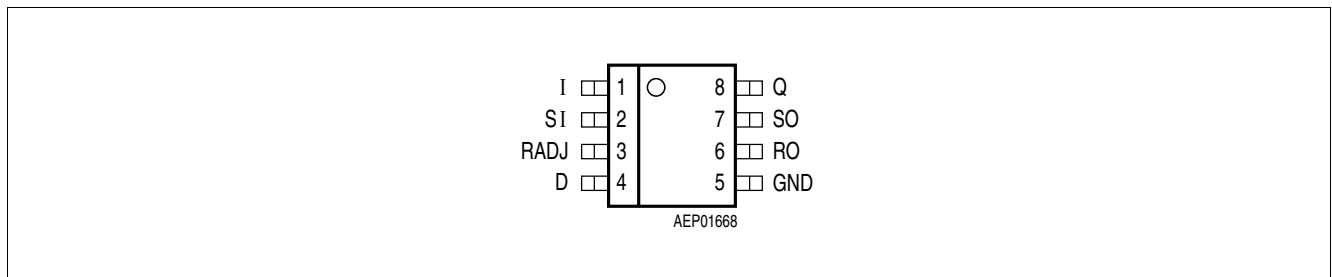 I 1 8 Q
SI 2 7 SO
RADJ 3 6 RO
D 4 5 GND
AEP01668